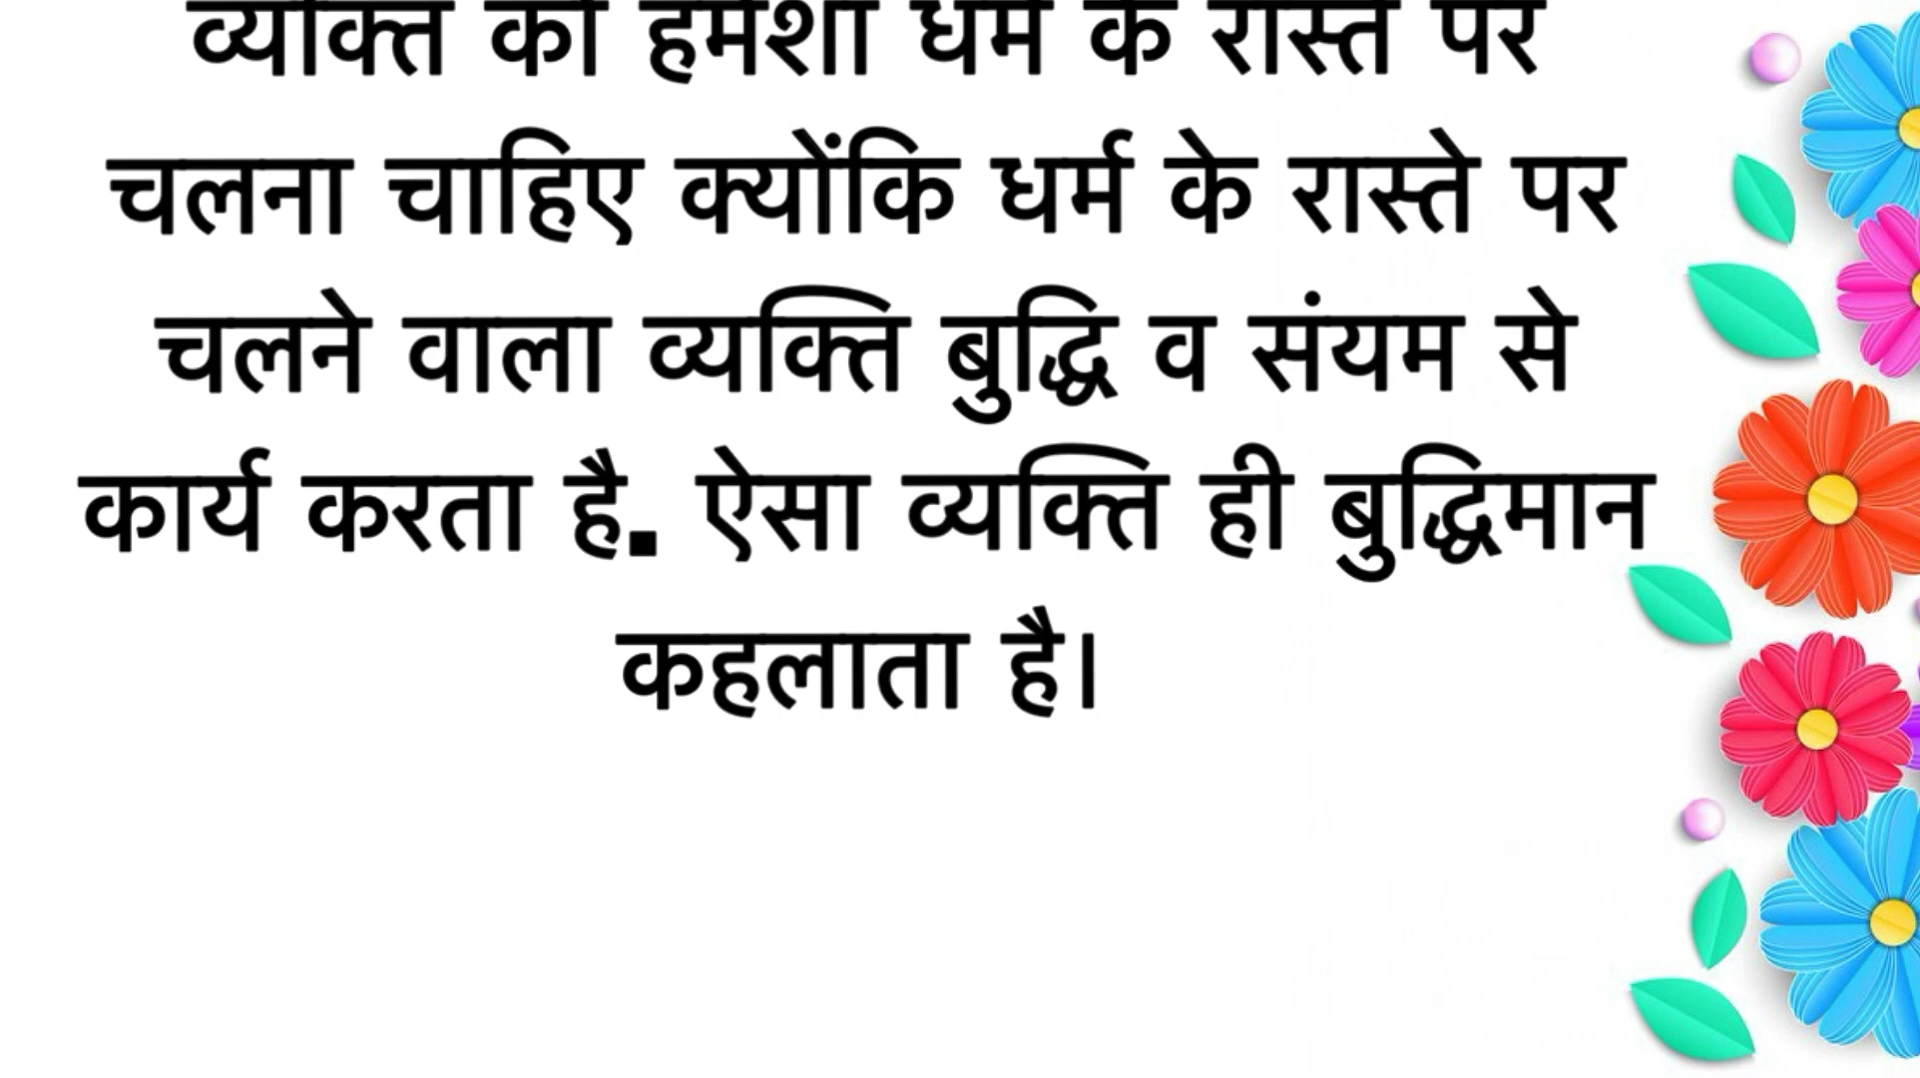 व्यक्ति को हमेशा धर्म के रास्ते पर
चलना चाहिए क्योंकि धर्म के रास्ते पर
चलने वाला व्यक्ति बुद्धि व संयम से
कार्य करता है. ऐसा व्यक्ति ही बुद्धिमान
कहलाता है।